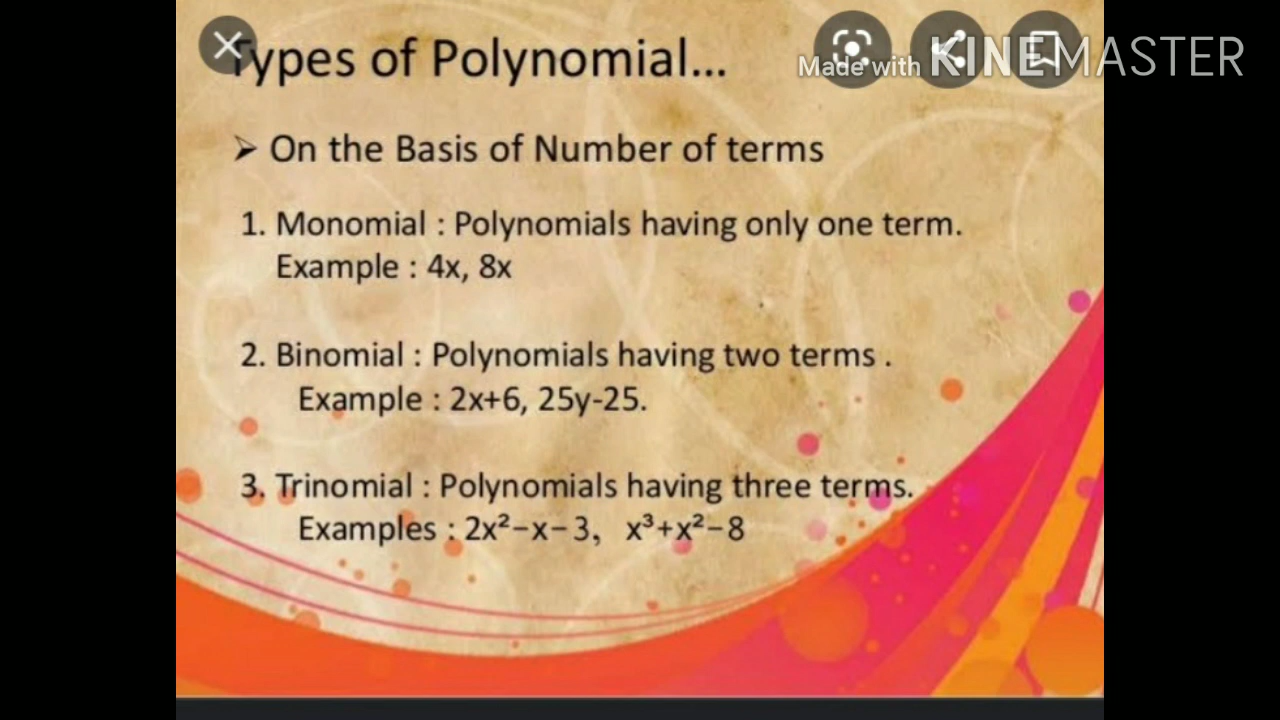 Types of Polynomial...
Made with KINEMASTER
➢ On the Basis of Number of terms
1. Monomial : Polynomials having only one term.
Example : 4x, 8x
2. Binomial : Polynomials having two terms .
Example : 2x+6, 25y-25.
3. Trinomial : Polynomials having three terms.
Examples : 2x²−x−3, x³+x²−8